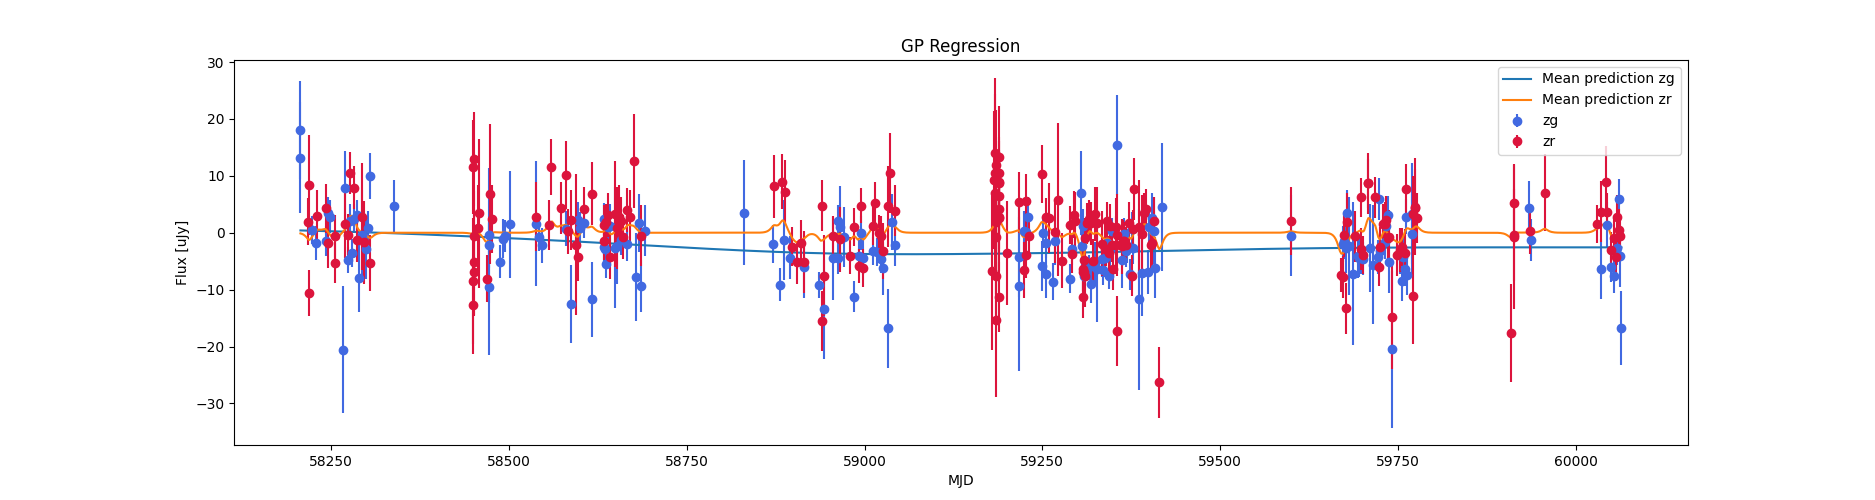 GP Regression
Flux [uJy]
30
20
10
0
−10
−20
−30
58250
58500
58750
59000
59250
59500
59750
60000
MJD
Mean prediction zg
Mean prediction zr
zg
zr